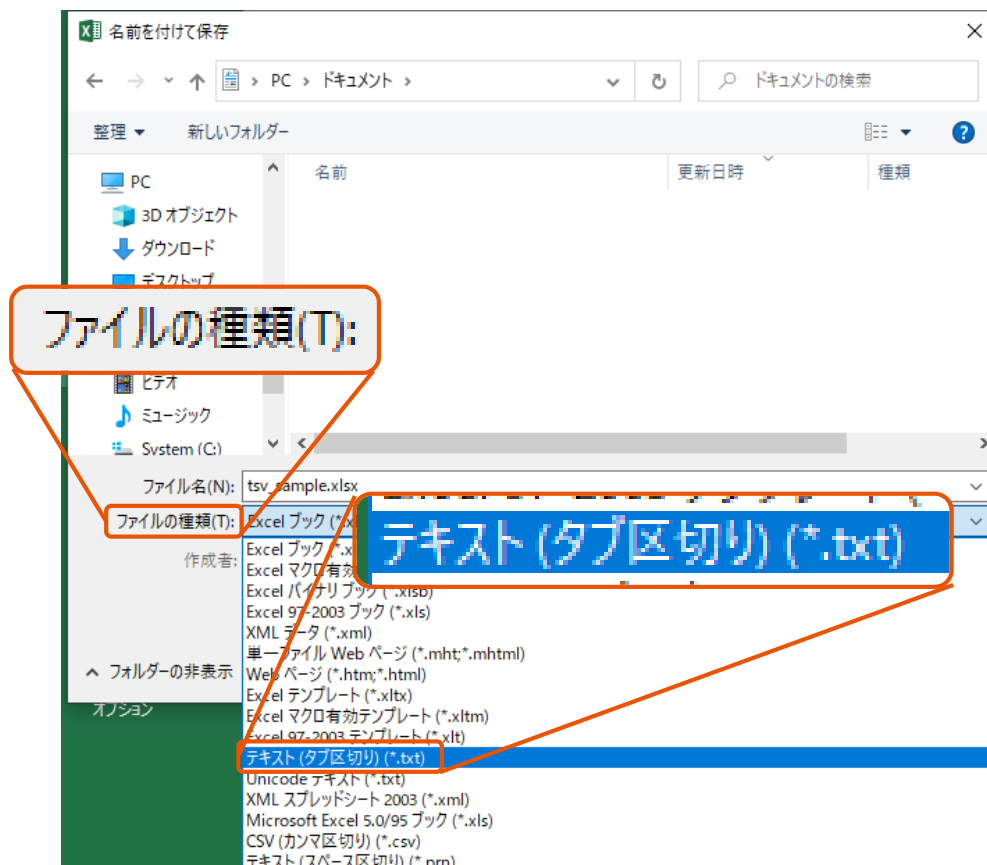 名前を付けて保存
PC > ドキュメント >
ドキュメントの検索
整理
新しいフォルダー
名前
更新日時
種類
PC
3D オブジェクト
ダウンロード
デスクトップ
ファイルの種類(T):
ビデオ
ミュージック
System (C:)
ファイル名(N): tsv_sample.xlsx
ファイルの種類(T): Excel ブック
テキスト (タブ区切り) (*.txt)
作成者:
Excel ブック (*.x
Excel マクロ有効
Excel バイナリ ブック (*.xlsb)
Excel 97-2003 ブック (*.xls)
XML データ (*.xml)
単一ファイル Web ページ (*.mht;*.mhtml)
フォルダーの非表示
Web ページ (*.htm;*.html)
Excel テンプレート (*.xltx)
オプション
Excel マクロ有効テンプレート (*.xltm)
Excel 97-2003 テンプレート (*.xlt)
テキスト (タブ区切り) (*.txt)
Unicode テキスト (*.txt)
XML スプレッドシート 2003 (*.xml)
Microsoft Excel 5.0/95 ブック (*.xls)
CSV (カンマ区切り) (*.csv)
テキスト (スペース区切り) (*.prn)